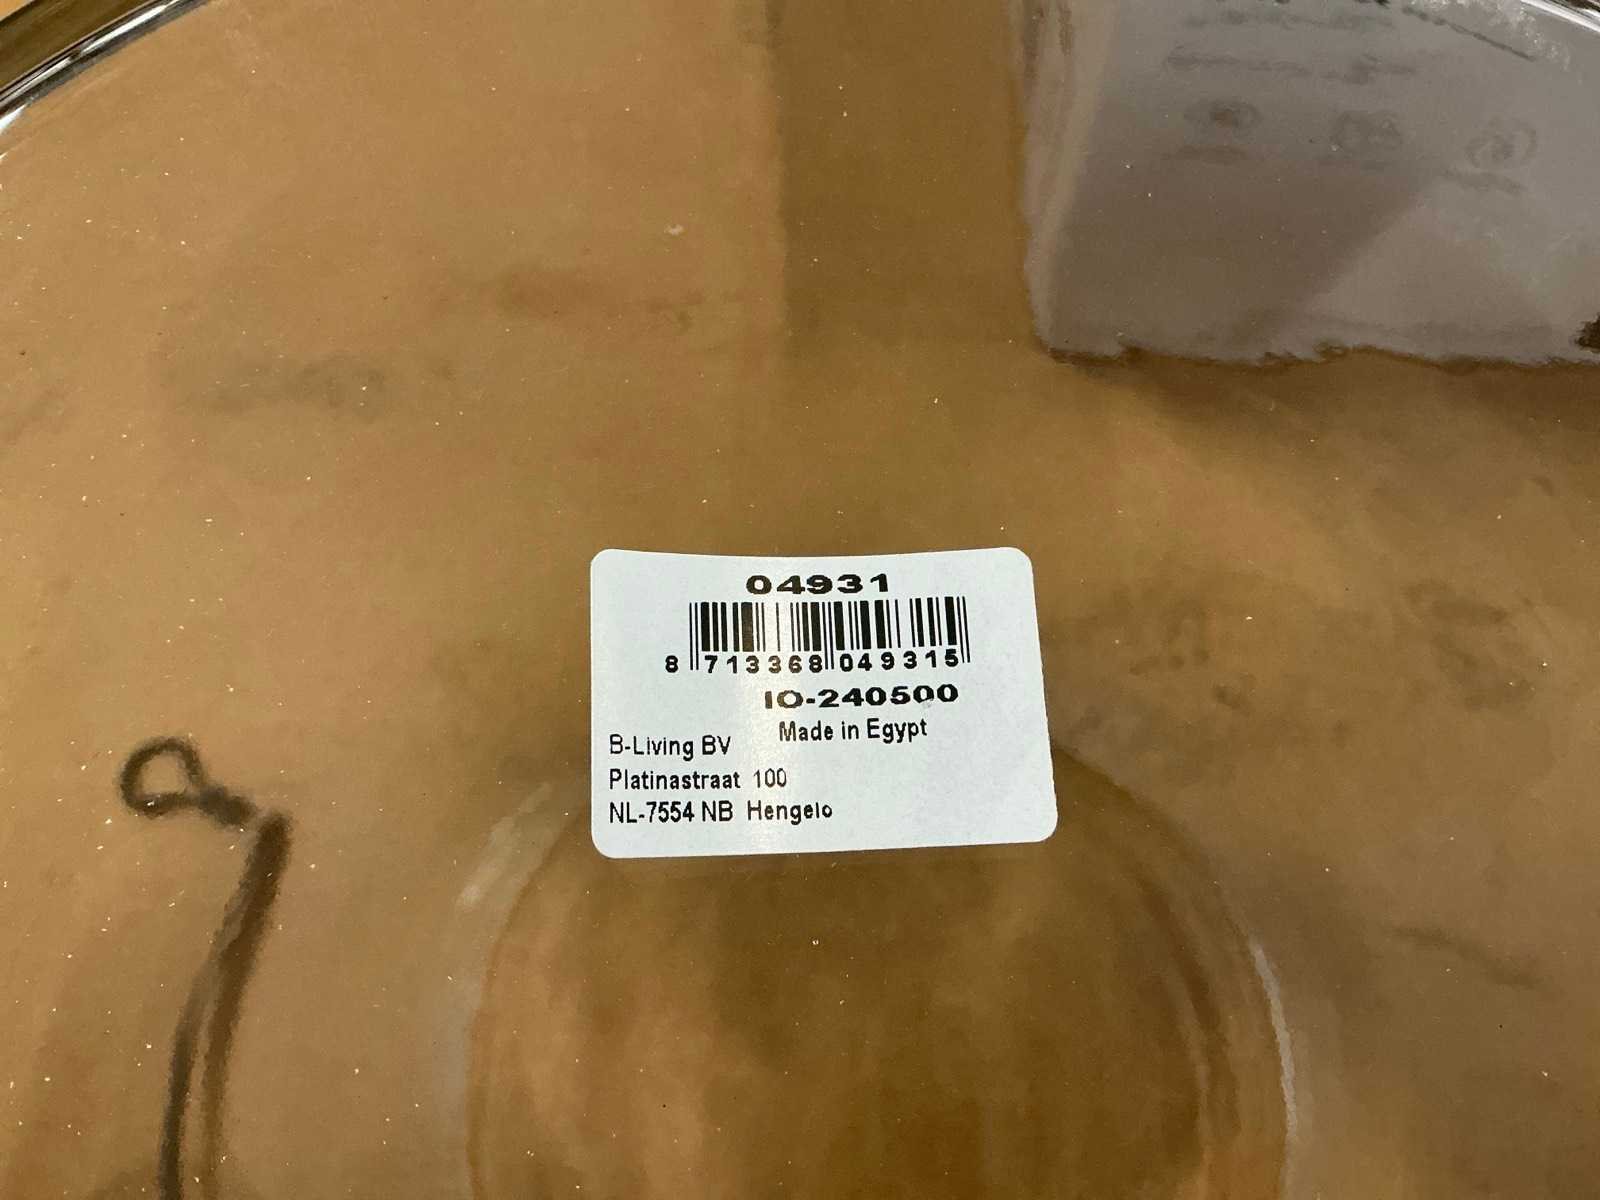 04931
8 713368 049315
IO-240500
Made in Egypt
B-Living BV
Platinastraat 100
NL-7554 NB Hengelo